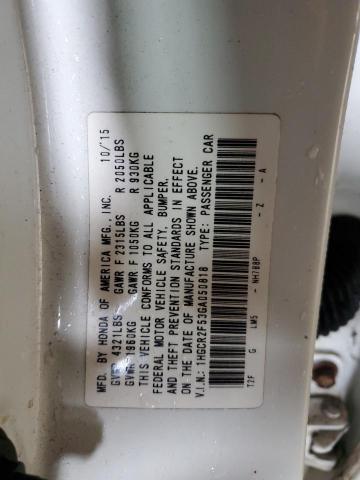 MFD. BY HONDA OF AMERICA MFG. INC. 10/15
GVWR 4321LBS GAWR F 2315LBS R 2050LBS
GVWR 1960KG GAWR F 1050KG R 930KG
THIS VEHICLE CONFORMS TO ALL APPLICABLE
FEDERAL MOTOR VEHICLE SAFETY, BUMPER,
AND THEFT PREVENTION STANDARDS IN EFFECT
ON THE DATE OF MANUFACTURE SHOWN ABOVE.
V.I.N.: 1HGCR2F53GA050818 TYPE: PASSENGER CAR
T2F G LW5 NH788P - Z - A